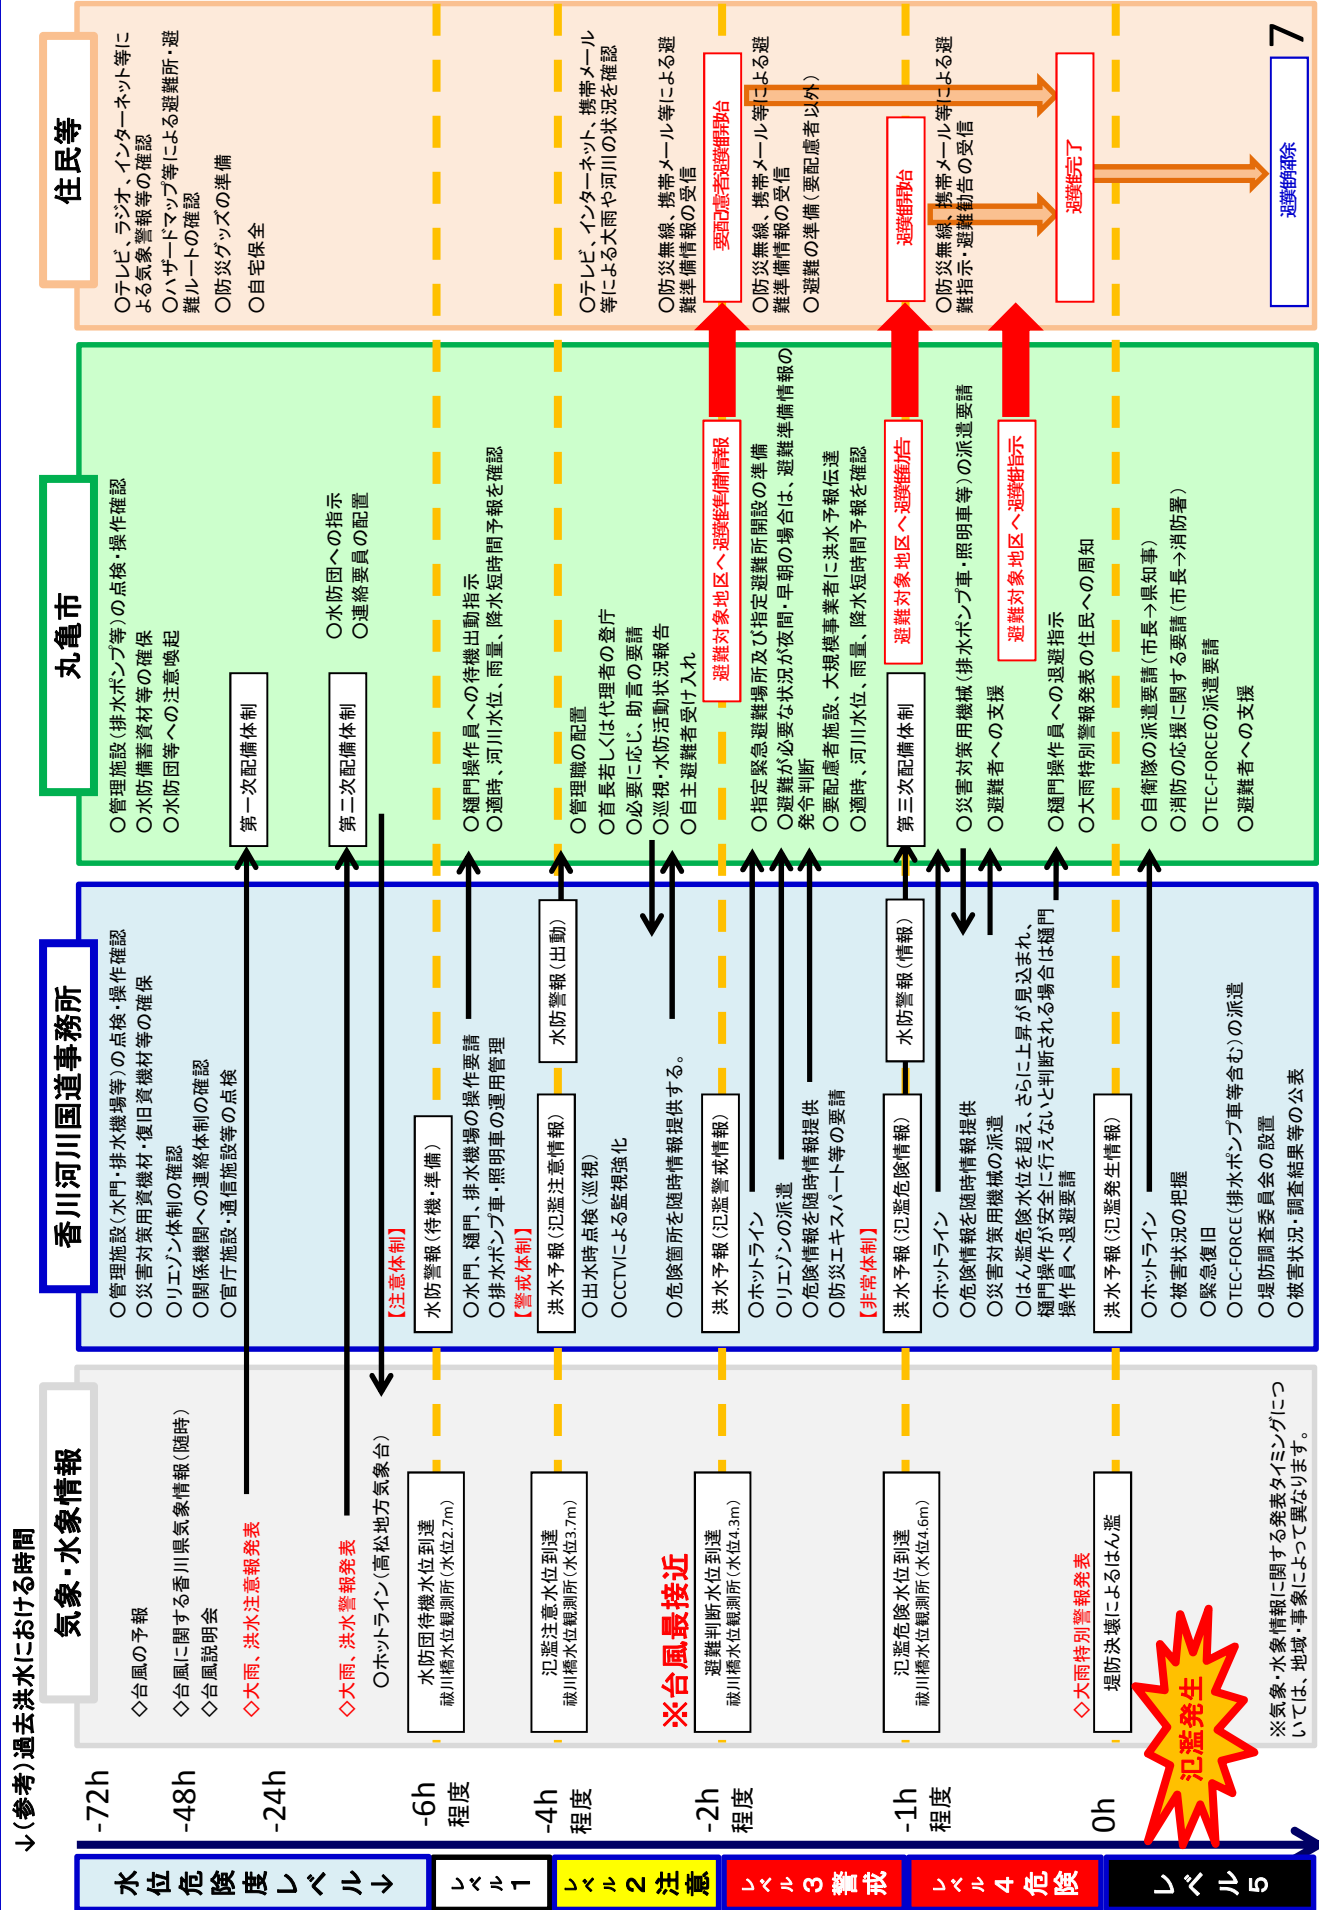 ↓(参考)過去洪水における時間
水位危険度レベル↓
レベル1
レベル2注意
レベル3警戒
レベル4危険
レベル5
-72h
-48h
-24h
-6h
程度
-4h
程度
-2h
程度
-1h
程度
0h
気象・水象情報
◇台風の予報
◇台風に関する香川県気象情報(随時)
◇台風説明会
◇大雨、洪水注意報発表
◇大雨、洪水警報発表
○ホットライン(高松地方気象台)
水防団待機水位到達
祓川橋水位観測所(水位2.7m)
氾濫注意水位到達
祓川橋水位観測所(水位3.7m)
※台風最接近
避難判断水位到達
祓川橋水位観測所(水位4.3m)
氾濫危険水位到達
祓川橋水位観測所(水位4.6m)
◇大雨特別警報発表
堤防決壊によるはん濫
氾濫発生
※気象・水象情報に関する発表タイミングにつ
いては、地域・事象によって異なります。
香川河川国道事務所
○管理施設(水門・排水機場等)の点検・操作確認
○災害対策用資機材・復旧資機材等の確保
○リエゾン体制の確認
○関係機関への連絡体制の確認
○官庁施設・通信施設等の点検
【注意体制】
水防警報(待機・準備)
○水門、樋門、排水機場の操作要請
○排水ポンプ車・照明車の運用管理
【警戒体制】
洪水予報(氾濫注意情報)
水防警報(出動)
○出水時点検(巡視)
○CCTVによる監視強化
○危険箇所を随時情報提供する。
洪水予報(氾濫警戒情報)
○ホットライン
○リエゾンの派遣
○危険情報を随時情報提供
○防災エキスパート等の要請
【非常体制】
洪水予報(氾濫危険情報)
水防警報(情報)
○ホットライン
○危険情報を随時情報提供
○災害対策用機械の派遣
○はん濫危険水位を超え、さらに上昇が見込まれ、
樋門操作が安全に行えないと判断される場合は樋門
操作員へ退避要請
洪水予報(氾濫発生情報)
○ホットライン
○被害状況の把握
○緊急復旧
○TEC-FORCE(排水ポンプ車等含む)の派遣
○堤防調査委員会の設置
○被害状況・調査結果等の公表
丸亀市
○管理施設(排水ポンプ等)の点検・操作確認
○水防備蓄資材等の確保
○水防団等への注意喚起
第一次配備体制
○水防団への指示
○連絡要員の配置
第二次配備体制
○樋門操作員への待機出動指示
○適時、河川水位、雨量、降水短時間予報を確認
○管理職の配置
○首長若しくは代理者の登庁
○必要に応じ、助言の要請
○巡視・水防活動状況報告
○自主避難者受け入れ
避難対象地区へ避難準備情報
○指定緊急避難場所及び指定避難所開設の準備
○避難が必要な状況が夜間・早朝の場合は、避難準備情報の
発令判断
○要配慮者施設、大規模事業者に洪水予報伝達
○適時、河川水位、雨量、降水短時間予報を確認
第三次配備体制
避難対象地区へ避難勧告
○災害対策用機械(排水ポンプ車・照明車等)の派遣要請
○避難者への支援
避難対象地区へ避難指示
○樋門操作員への退避指示
○大雨特別警報発表の住民への周知
○自衛隊の派遣要請(市長→県知事)
○消防の応援に関する要請(市長→消防署)
○TEC-FORCEの派遣要請
○避難者への支援
住民等
○テレビ、ラジオ、インターネット等に
よる気象警報等の確認
○ハザードマップ等による避難所・避
難ルートの確認
○防災グッズの準備
○自宅保全
○テレビ、インターネット、携帯メール
等による大雨や河川の状況を確認
○防災無線、携帯メール等による避
難準備情報の受信
要配慮者避難開始
○防災無線、携帯メール等による避
難準備情報の受信
○避難の準備(要配慮者以外)
避難開始
○防災無線、携帯メール等による避
難指示・避難勧告の受信
避難完了
避難解除
7